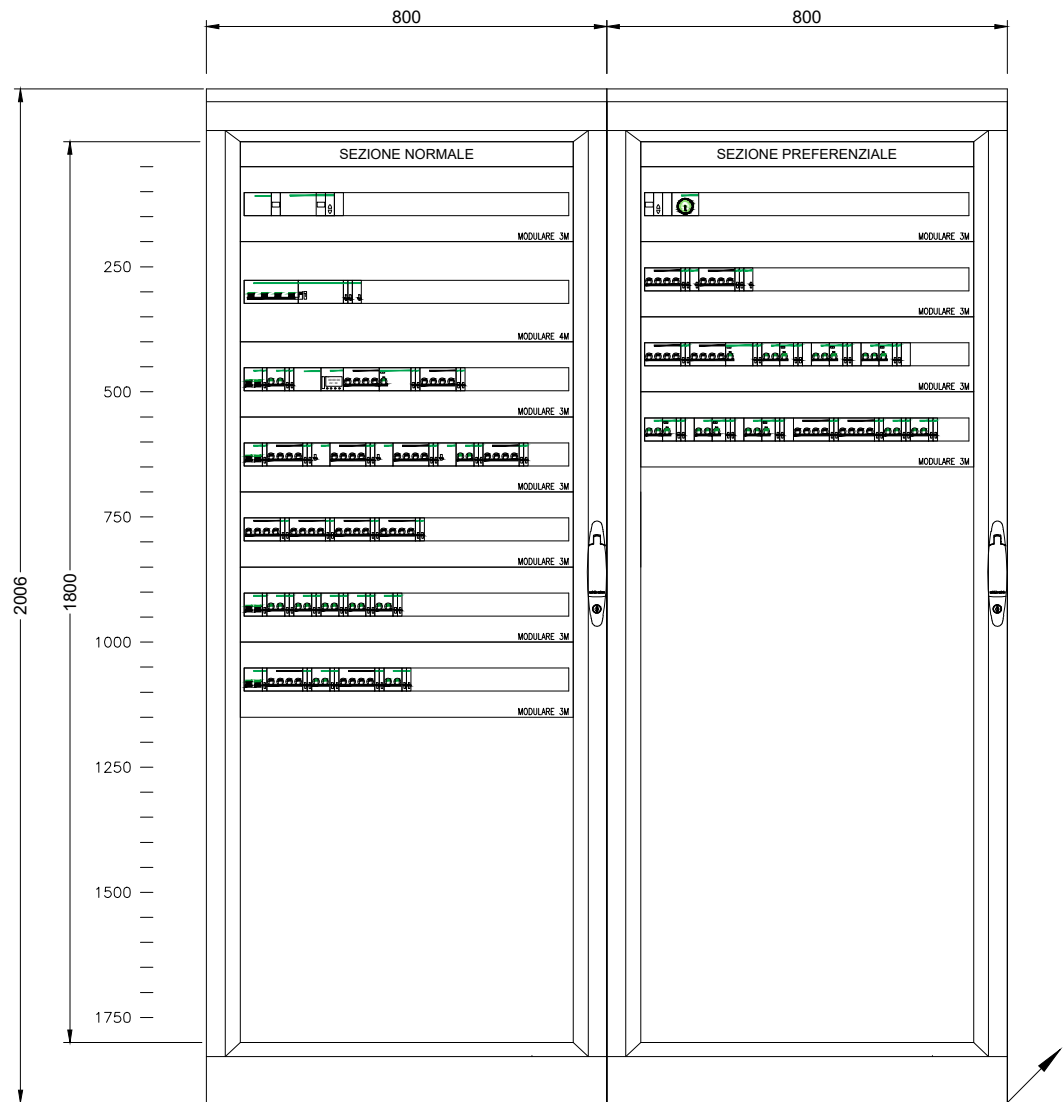 800
800
SEZIONE NORMALE
SEZIONE PREFERENZIALE
MODULARE 3M
MODULARE 3M
250
MODULARE 3M
MODULARE 4M
MODULARE 3M
500
MODULARE 3M
MODULARE 3M
MODULARE 3M
750
MODULARE 3M
2006
1800
1000
MODULARE 3M
MODULARE 3M
1250
1500
1750